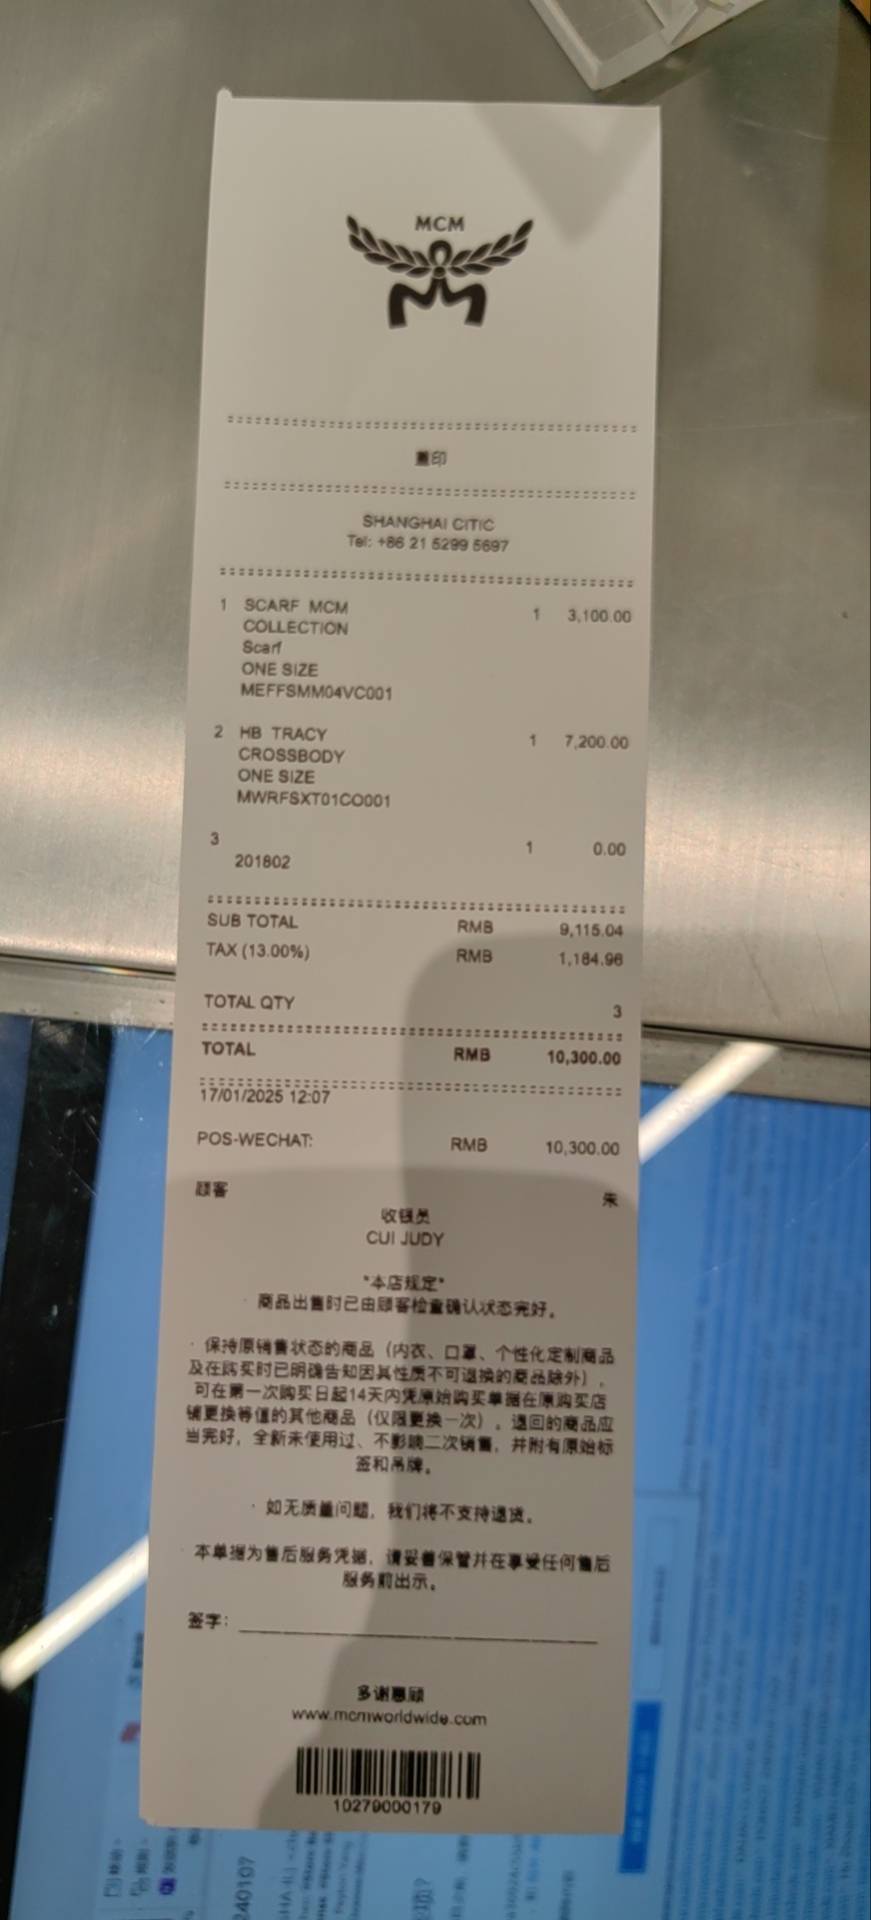 MCM
盖印
SHANGHAI CITIC
Tel: +86 21 5299 5697
1 SCARF MCM 1 3,100.00
COLLECTION
Scarf
ONE SIZE
MEFFSMM04VC001
2 HB TRACY 1 7,200.00
CROSSBODY
ONE SIZE
MWRFSXT01CO001
3 1 0.00
201802
SUB TOTAL RMB 9,115.04
TAX (13.00%) RMB 1,184.96
TOTAL QTY 3
TOTAL RMB 10,300.00
17/01/2025 12:07
POS-WECHAT: RMB 10,300.00
顾客 朱
收银员
CUI JUDY
*本店规定*
· 商品出售时已由顾客检查确认状态完好。
· 保持原销售状态的商品（内衣、口罩、个性化定制商品
及在购买时已明确告知因其性质不可退换的商品除外），
可在第一次购买日起14天内凭原始购买单据在原购买店
铺更换等值的其他商品（仅限更换一次）。退回的商品应
当完好，全新未使用过、不影响二次销售，并附有原始标
签和吊牌。
· 如无质量问题，我们将不支持退货。
· 本单据为售后服务凭据，请妥善保管并在享受任何售后
服务前出示。
签字：
多谢惠顾
www.mcmworldwide.com
10279000179
240107